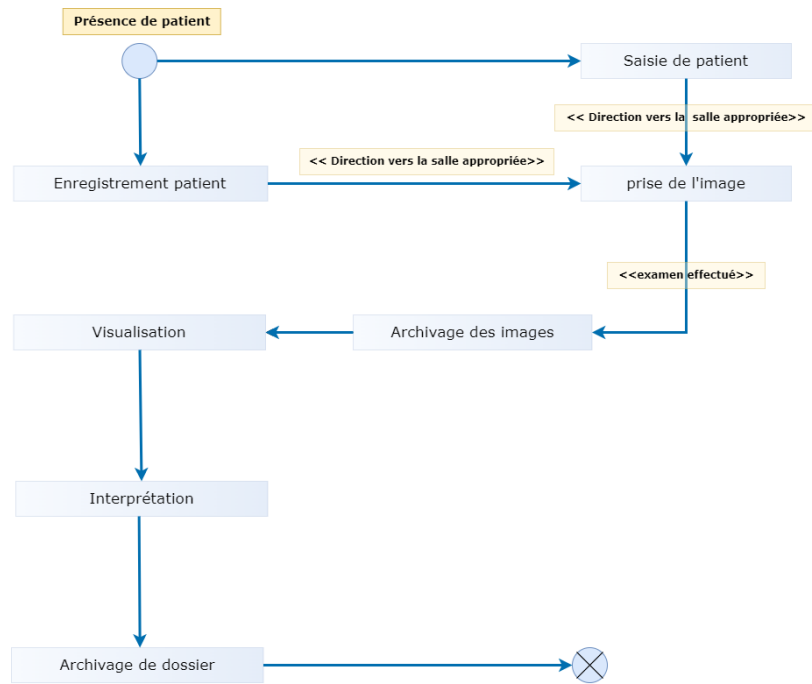 Présence de patient
Saisie de patient
<< Direction vers la salle appropriée>>
<< Direction vers la salle appropriée>>
Enregistrement patient
prise de l'image
<<examen effectué>>
Visualisation
Archivage des images
Interprétation
Archivage de dossier